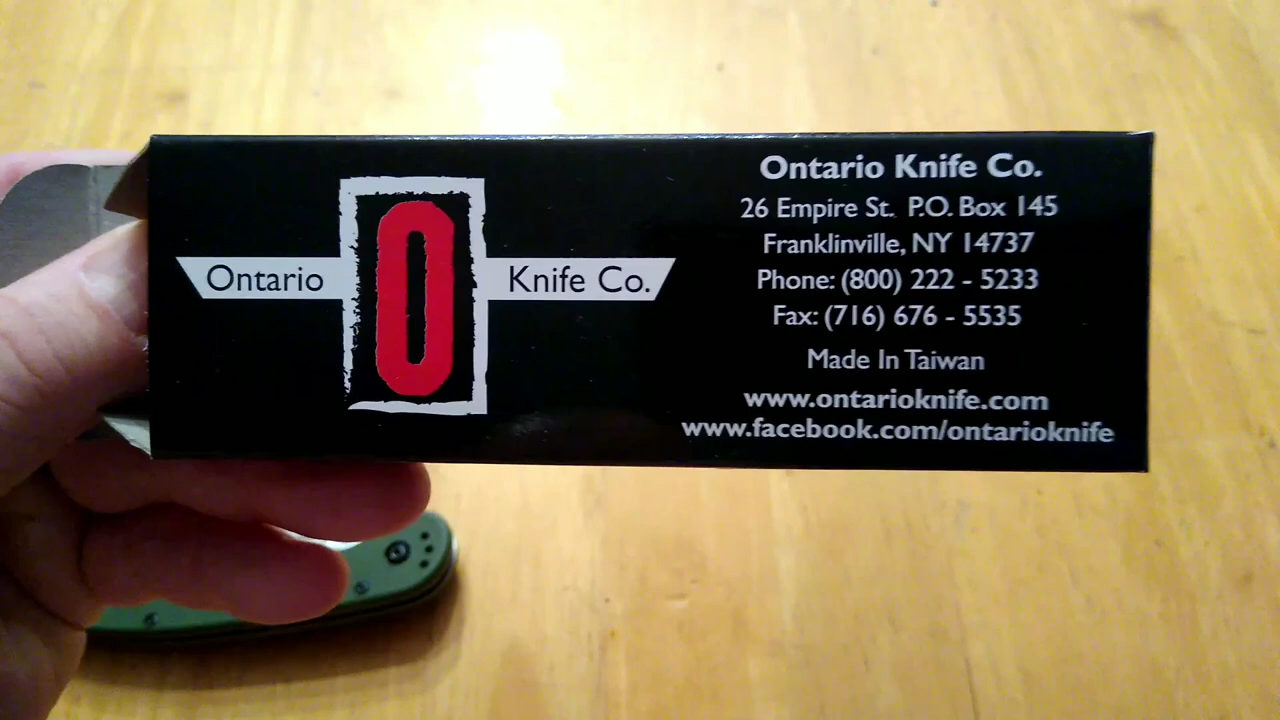 Ontario O Knife Co.
Ontario Knife Co.
26 Empire St. P.O. Box 145
Franklinville, NY 14737
Phone: (800) 222 - 5233
Fax: (716) 676 - 5535
Made In Taiwan
www.ontarioknife.com
www.facebook.com/ontarioknife